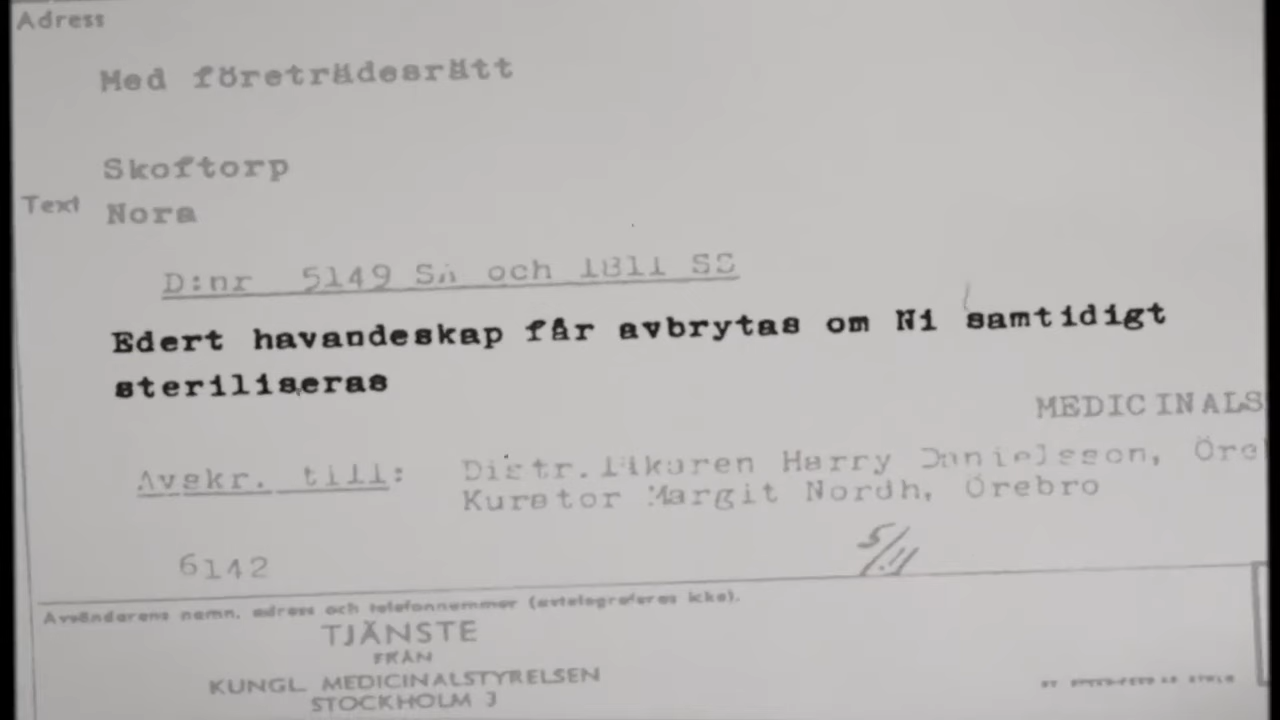 Adress
Med företrädesrätt
Skoftorp
Text
Nora
D:nr 5149 Så och 1811 SS
Edert havandeskap får avbrytas om Ni samtidigt
steriliseras
MEDICINALS
Avskr. till: Distr.läkaren Harry Danielsson, Öre
Kurator Margit Nordh, Örebro
6142
5/11
Avsändarens namn, adress och telefonnummer (avtelegraferas icke).
TJÄNSTE
FRÅN
KUNGL. MEDICINALSTYRELSEN
STOCKHOLM 3